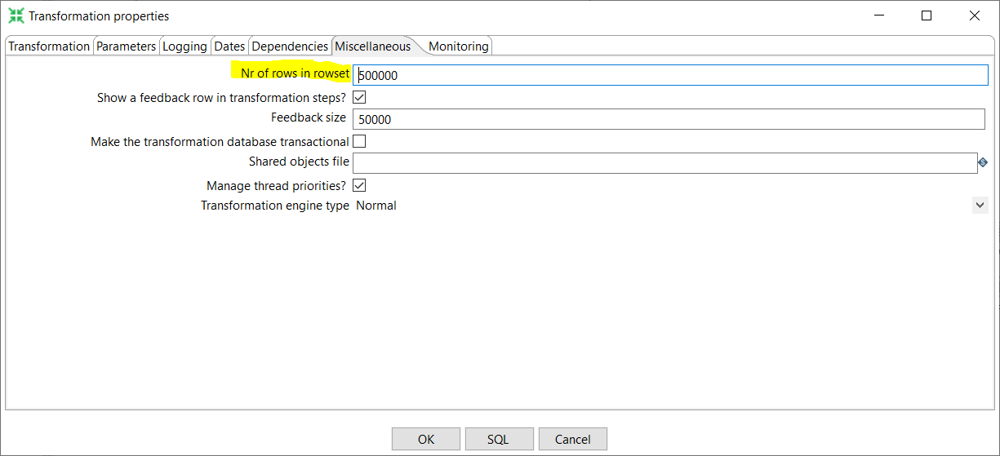 Transformation properties
Transformation Parameters Logging Dates Dependencies Miscellaneous Monitoring
Nr of rows in rowset 500000
Show a feedback row in transformation steps?
Feedback size 50000
Make the transformation database transactional
Shared objects file
Manage thread priorities?
Transformation engine type Normal
OK SQL Cancel